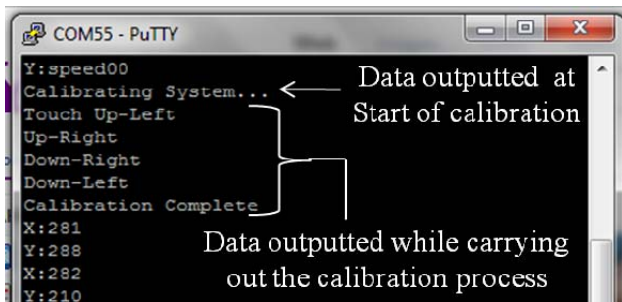 COM55 - PuTTY
Y:speed00
Calibrating System...
Data outputted at
Start of calibration
Touch Up-Left
Up-Right
Down-Right
Down-Left
Calibration Complete
X:281
Y:288
X:282
Y:210
Data outputted while carrying
out the calibration process